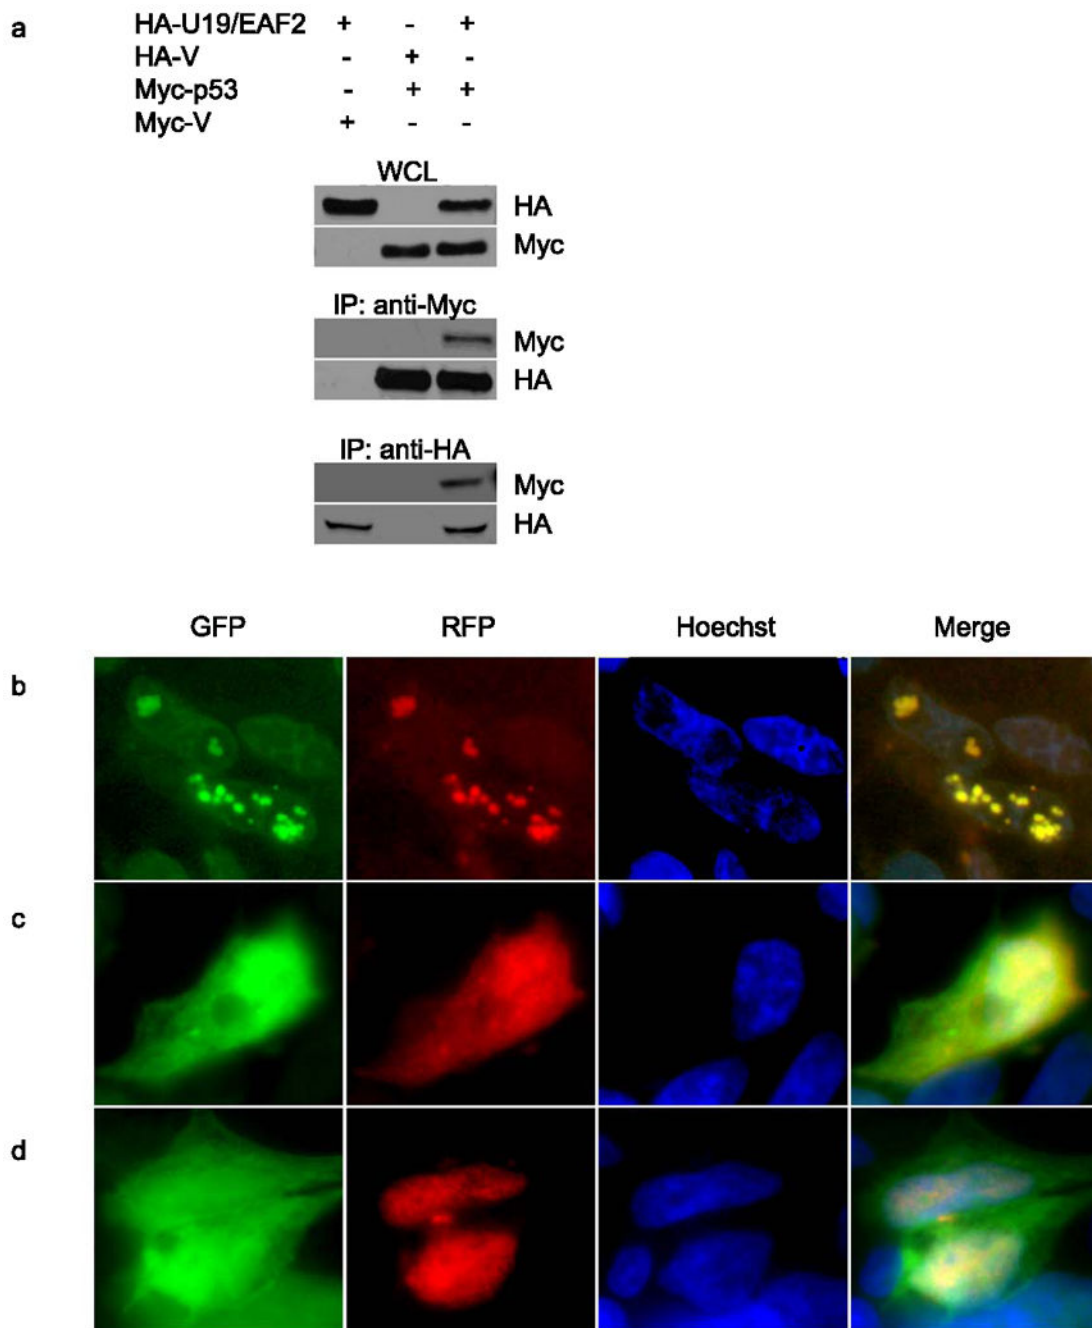 a
HA-U19/EAF2 + - +
HA-V - + -
Myc-p53 - + +
Myc-V + - -
WCL
HA
Myc
IP: anti-Myc
Myc
HA
IP: anti-HA
Myc
HA
GFP RFP Hoechst Merge
b
c
d